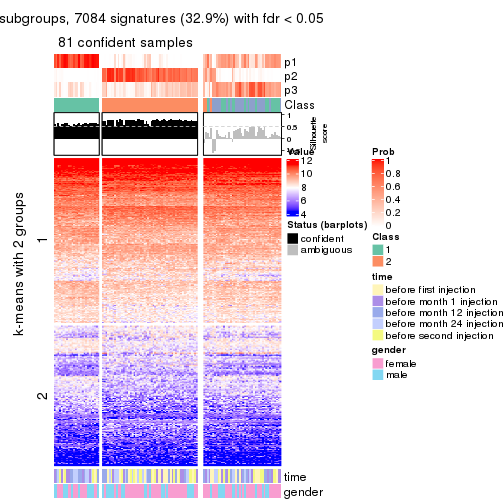 subgroups, 7084 signatures (32.9%) with fdr < 0.05
81 confident samples
p1
p2
p3
Class
1
0.5
0
Silhouette
score
k-means with 2 groups
1
2
Value
12
10
8
6
4
Status (barplots)
confident
ambiguous
Prob
1
0.8
0.6
0.4
0.2
0
Class
1
2
time
before first injection
before month 1 injection
before month 12 injection
before month 24 injection
before second injection
gender
female
male
time
gender